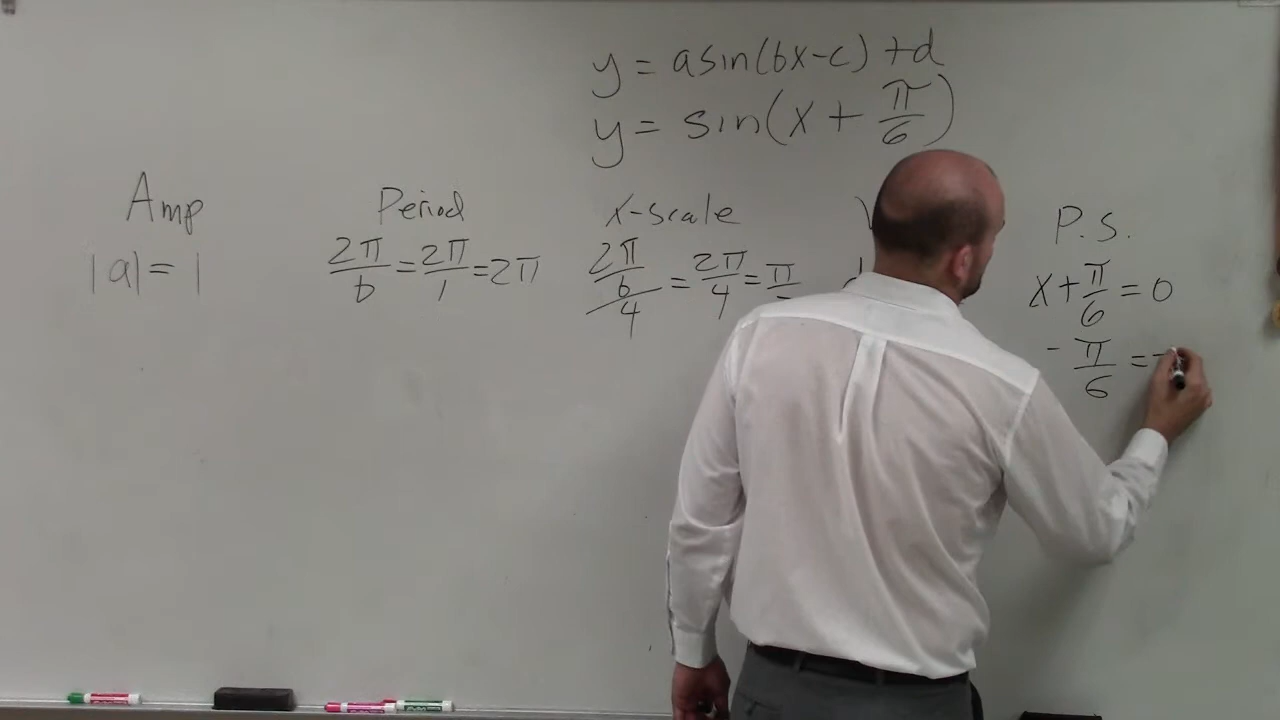 y = asin(bx-c) +d
y = sin(x + π/6)
Amp
|a| = 1
Period
2π/b = 2π/1 = 2π
x-scale
(2π/b)/4 = 2π/4 = π
P.S.
x + π/6 = 0
- π/6 = -